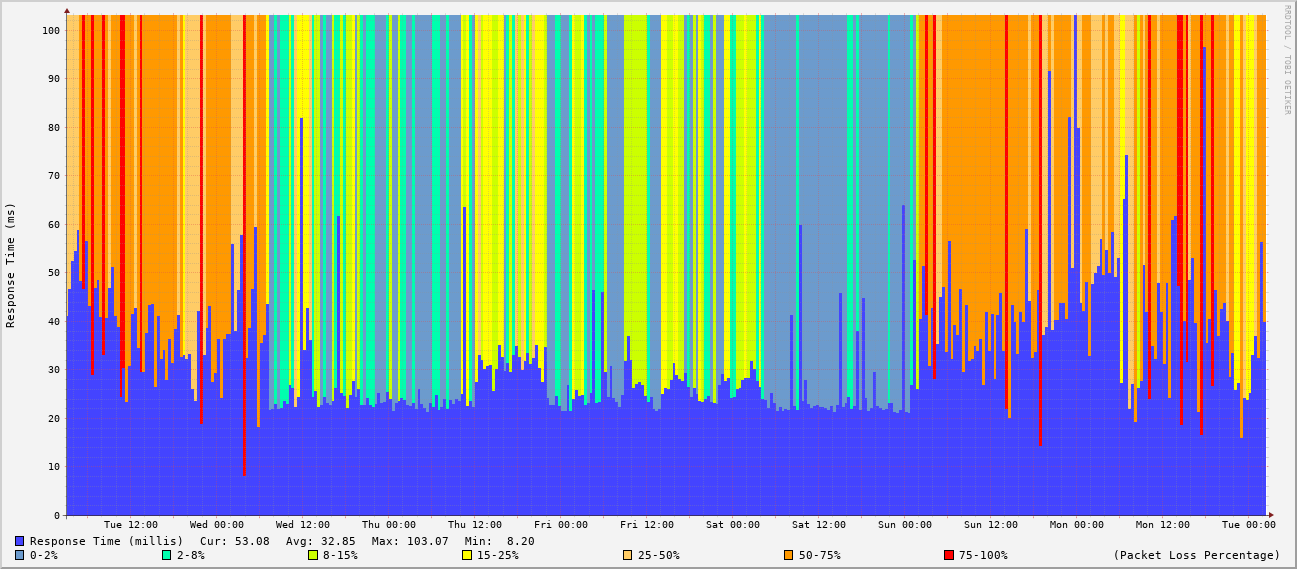 RRDTOOL / TOBI OETIKER
Response Time (ms)
100
90
80
70
60
50
40
30
20
10
0
Tue 12:00 Wed 00:00 Wed 12:00 Thu 00:00 Thu 12:00 Fri 00:00 Fri 12:00 Sat 00:00 Sat 12:00 Sun 00:00 Sun 12:00 Mon 00:00 Mon 12:00 Tue 00:00
Response Time (millis) Cur: 53.08 Avg: 32.85 Max: 103.07 Min: 8.20
0-2% 2-8% 8-15% 15-25% 25-50% 50-75% 75-100% (Packet Loss Percentage)